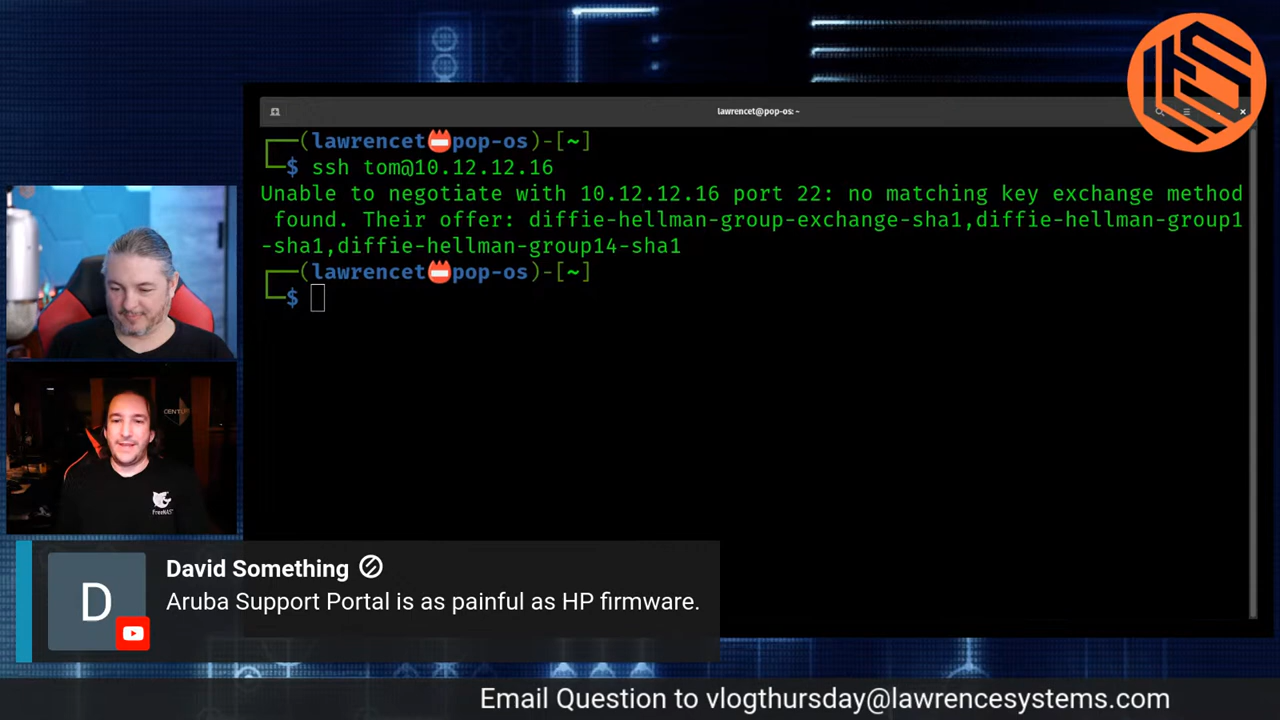 lawrencet@pop-os: ~
(lawrencet📛pop-os)-[~]
$ ssh tom@10.12.12.16
Unable to negotiate with 10.12.12.16 port 22: no matching key exchange method
found. Their offer: diffie-hellman-group-exchange-sha1,diffie-hellman-group1
-sha1,diffie-hellman-group14-sha1
(lawrencet📛pop-os)-[~]
$
FreeNAS
D
David Something
Aruba Support Portal is as painful as HP firmware.
Email Question to vlogthursday@lawrencesystems.com